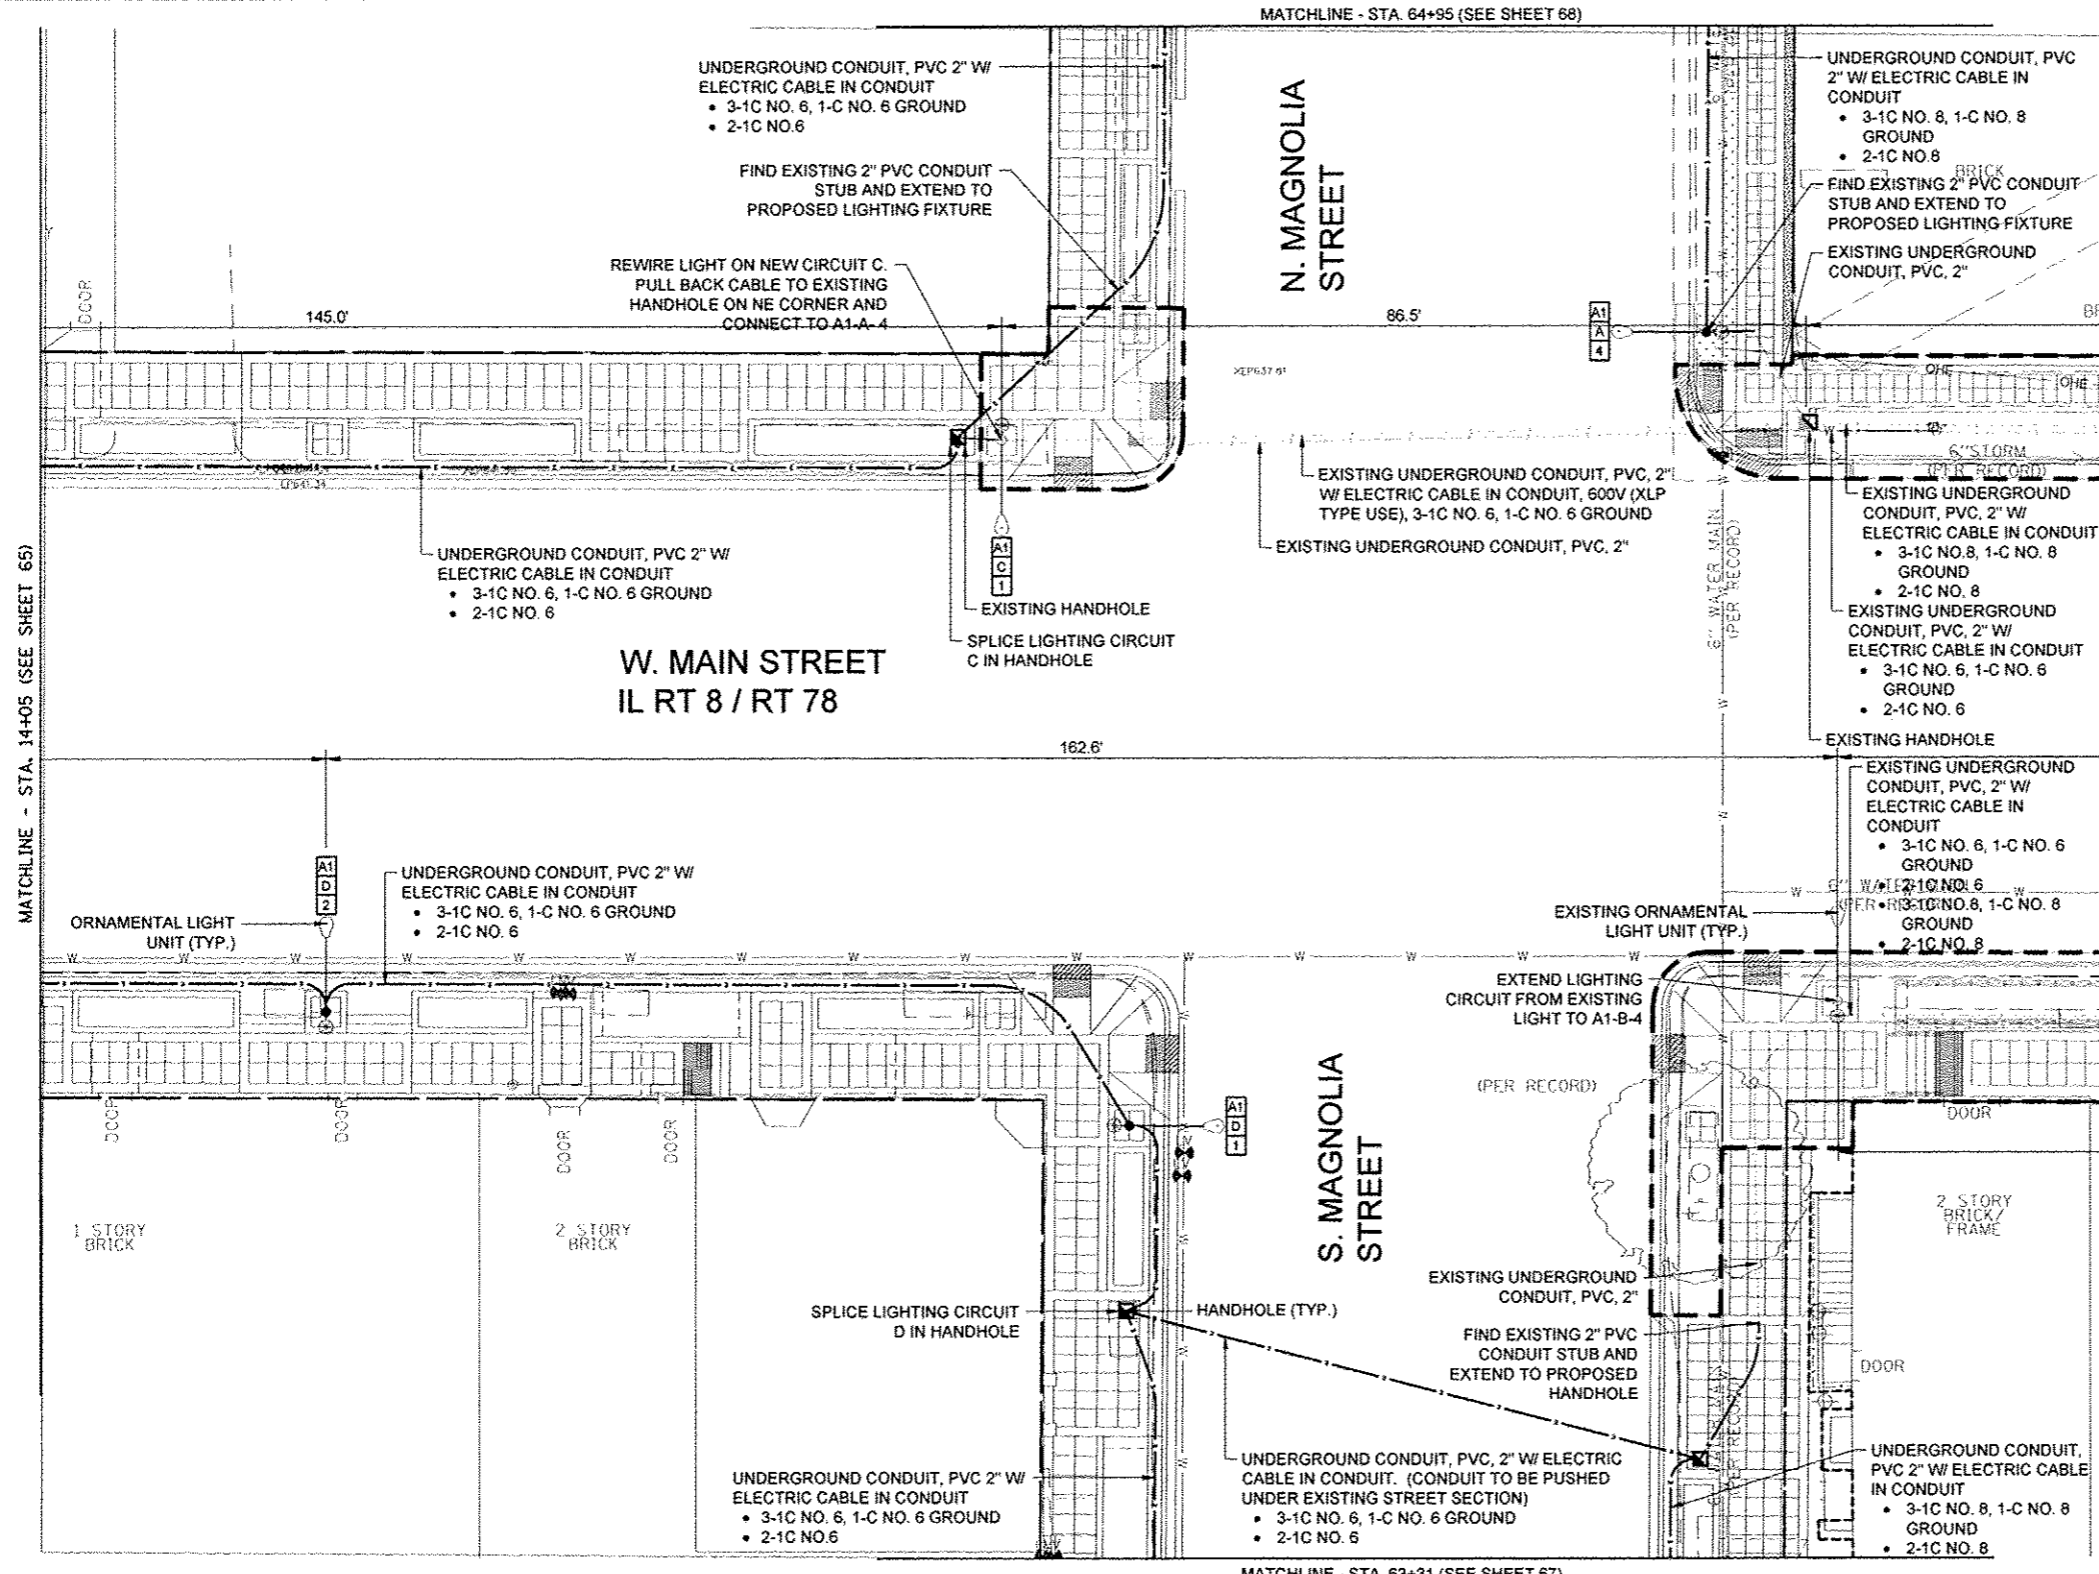 MATCHLINE - STA. 64+95 (SEE SHEET 68)
UNDERGROUND CONDUIT, PVC 2" W/
ELECTRIC CABLE IN CONDUIT
• 3-1C NO. 6, 1-C NO. 6 GROUND
• 2-1C NO.6
FIND EXISTING 2" PVC CONDUIT
STUB AND EXTEND TO
PROPOSED LIGHTING FIXTURE
REWIRE LIGHT ON NEW CIRCUIT C.
PULL BACK CABLE TO EXISTING
HANDHOLE ON NE CORNER AND
CONNECT TO A1-A- 4
N. MAGNOLIA
STREET
UNDERGROUND CONDUIT, PVC
2" W/ ELECTRIC CABLE IN
CONDUIT
• 3-1C NO. 8, 1-C NO. 8
GROUND
• 2-1C NO.8
BRICK
FIND EXISTING 2" PVC CONDUIT
STUB AND EXTEND TO
PROPOSED LIGHTING FIXTURE
EXISTING UNDERGROUND
CONDUIT, PVC, 2"
DOOR
145.0'
86.5'
A1
A
4
OHE
OHE
6"STORM
(PER RECORD)
EXISTING UNDERGROUND CONDUIT, PVC, 2"
W/ ELECTRIC CABLE IN CONDUIT, 600V (XLP
TYPE USE), 3-1C NO. 6, 1-C NO. 6 GROUND
EXISTING UNDERGROUND CONDUIT, PVC, 2"
UNDERGROUND CONDUIT, PVC 2" W/
ELECTRIC CABLE IN CONDUIT
• 3-1C NO. 6, 1-C NO. 6 GROUND
• 2-1C NO. 6
A1
C
1
EXISTING HANDHOLE
SPLICE LIGHTING CIRCUIT
C IN HANDHOLE
EXISTING UNDERGROUND
CONDUIT, PVC, 2" W/
ELECTRIC CABLE IN CONDUIT
• 3-1C NO.8, 1-C NO. 8
GROUND
• 2-1C NO. 8
EXISTING UNDERGROUND
CONDUIT, PVC, 2" W/
ELECTRIC CABLE IN CONDUIT
• 3-1C NO. 6, 1-C NO. 6
GROUND
• 2-1C NO. 6
EXISTING HANDHOLE
WATER MAIN
(PER RECORD)
MATCHLINE - STA. 14+05 (SEE SHEET 65)
W. MAIN STREET
IL RT 8 / RT 78
162.6'
EXISTING UNDERGROUND
CONDUIT, PVC, 2" W/
ELECTRIC CABLE IN
CONDUIT
• 3-1C NO. 6, 1-C NO. 6
GROUND
• 2-1C NO. 6
• 3-1C NO.8, 1-C NO. 8
GROUND
• 2-1C NO. 8
A1
D
2
UNDERGROUND CONDUIT, PVC 2" W/
ELECTRIC CABLE IN CONDUIT
• 3-1C NO. 6, 1-C NO. 6 GROUND
• 2-1C NO. 6
ORNAMENTAL LIGHT
UNIT (TYP.)
EXISTING ORNAMENTAL
LIGHT UNIT (TYP.)
EXTEND LIGHTING
CIRCUIT FROM EXISTING
LIGHT TO A1-B-4
(PER RECORD)
DOOR
DOOR
DOOR
DOOR
DOOR
A1
D
1
S. MAGNOLIA
STREET
1 STORY
BRICK
2 STORY
BRICK
2 STORY
BRICK/
FRAME
EXISTING UNDERGROUND
CONDUIT, PVC, 2"
SPLICE LIGHTING CIRCUIT
D IN HANDHOLE
HANDHOLE (TYP.)
FIND EXISTING 2" PVC
CONDUIT STUB AND
EXTEND TO PROPOSED
HANDHOLE
DOOR
UNDERGROUND CONDUIT, PVC 2" W/
ELECTRIC CABLE IN CONDUIT
• 3-1C NO. 6, 1-C NO. 6 GROUND
• 2-1C NO.6
UNDERGROUND CONDUIT, PVC, 2" W/ ELECTRIC
CABLE IN CONDUIT. (CONDUIT TO BE PUSHED
UNDER EXISTING STREET SECTION)
• 3-1C NO. 6, 1-C NO. 6 GROUND
• 2-1C NO. 6
UNDERGROUND CONDUIT,
PVC 2" W/ ELECTRIC CABLE
IN CONDUIT
• 3-1C NO. 8, 1-C NO. 8
GROUND
• 2-1C NO. 8
MATCHLINE - STA. 63+31 (SEE SHEET 67)